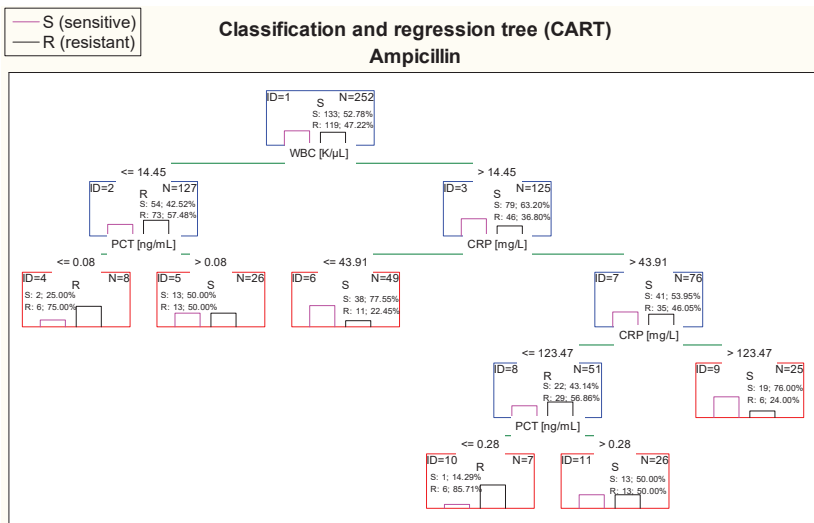 S (sensitive)
R (resistant)
Classification and regression tree (CART)
Ampicillin
ID=1 N=252
S
S: 133; 52.78%
R: 119; 47.22%
WBC [K/µL]
<= 14.45 > 14.45
ID=2 N=127
R
S: 54; 42.52%
R: 73; 57.48%
PCT [ng/mL]
ID=3 N=125
S
S: 79; 63.20%
R: 46; 36.80%
CRP [mg/L]
<= 0.08 > 0.08
<= 43.91 > 43.91
ID=4 N=8
R
S: 2; 25.00%
R: 6; 75.00%
ID=5 N=26
S
S: 13; 50.00%
R: 13; 50.00%
ID=6 N=49
S
S: 38; 77.55%
R: 11; 22.45%
ID=7 N=76
S
S: 41; 53.95%
R: 35; 46.05%
CRP [mg/L]
<= 123.47 > 123.47
ID=8 N=51
R
S: 22; 43.14%
R: 29; 56.86%
PCT [ng/mL]
ID=9 N=25
S
S: 19; 76.00%
R: 6; 24.00%
<= 0.28 > 0.28
ID=10 N=7
R
S: 1; 14.29%
R: 6; 85.71%
ID=11 N=26
S
S: 13; 50.00%
R: 13; 50.00%